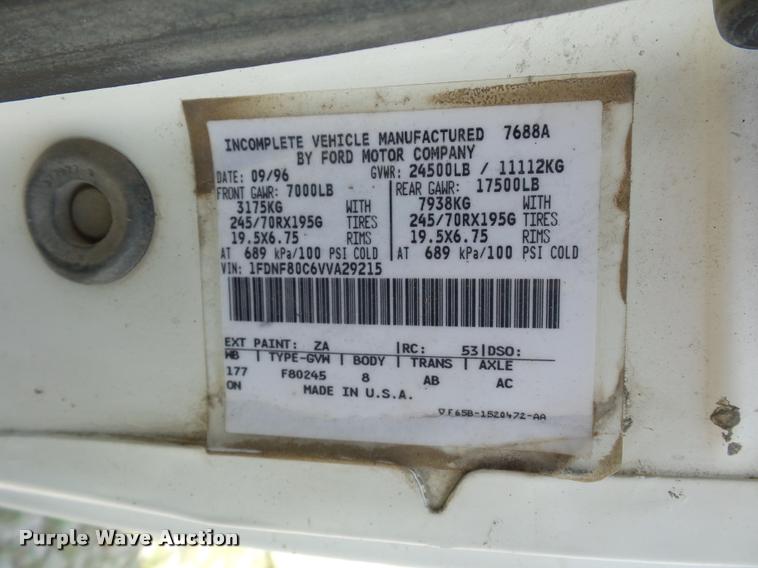 INCOMPLETE VEHICLE MANUFACTURED 7688A
BY FORD MOTOR COMPANY
DATE: 09/96 GVWR: 24500LB / 11112KG
FRONT GAWR: 7000LB REAR GAWR: 17500LB
3175KG WITH 7938KG WITH
245/70RX195G TIRES 245/70RX195G TIRES
19.5X6.75 RIMS 19.5X6.75 RIMS
AT 689 kPa/100 PSI COLD AT 689 kPa/100 PSI COLD
VIN: 1FDNF80C6VVA29215
EXT PAINT: ZA RC: 53 DSO:
WB TYPE-GVW BODY TRANS AXLE
177 F80245 8 AB AC
ON MADE IN U.S.A.
F65B-1520472-AA
Purple Wave Auction
Purple Wave Auction